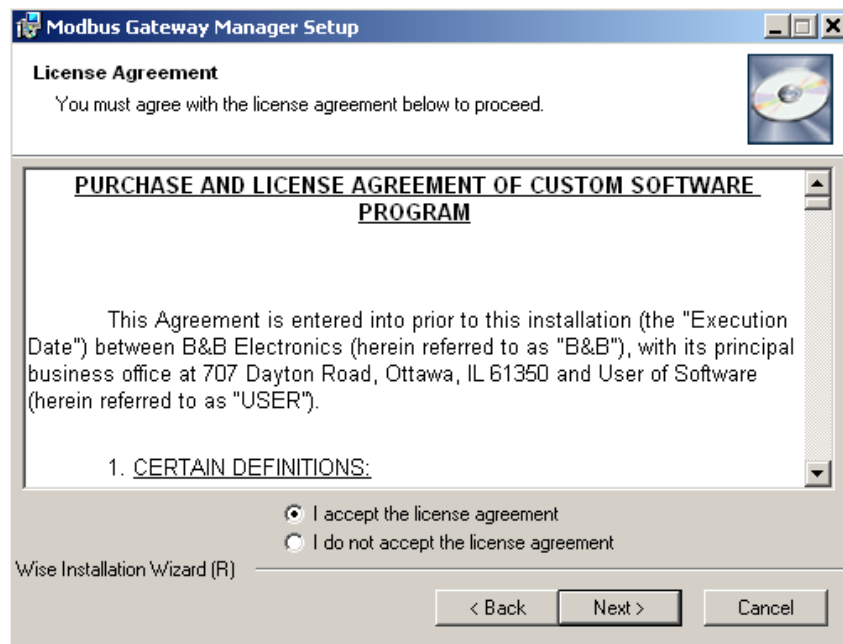 Modbus Gateway Manager Setup
License Agreement
You must agree with the license agreement below to proceed.
PURCHASE AND LICENSE AGREEMENT OF CUSTOM SOFTWARE
PROGRAM
This Agreement is entered into prior to this installation (the "Execution
Date") between B&B Electronics (herein referred to as "B&B"), with its principal
business office at 707 Dayton Road, Ottawa, IL 61350 and User of Software
(herein referred to as "USER").
1. CERTAIN DEFINITIONS:
I accept the license agreement
I do not accept the license agreement
Wise Installation Wizard (R)
< Back Next > Cancel